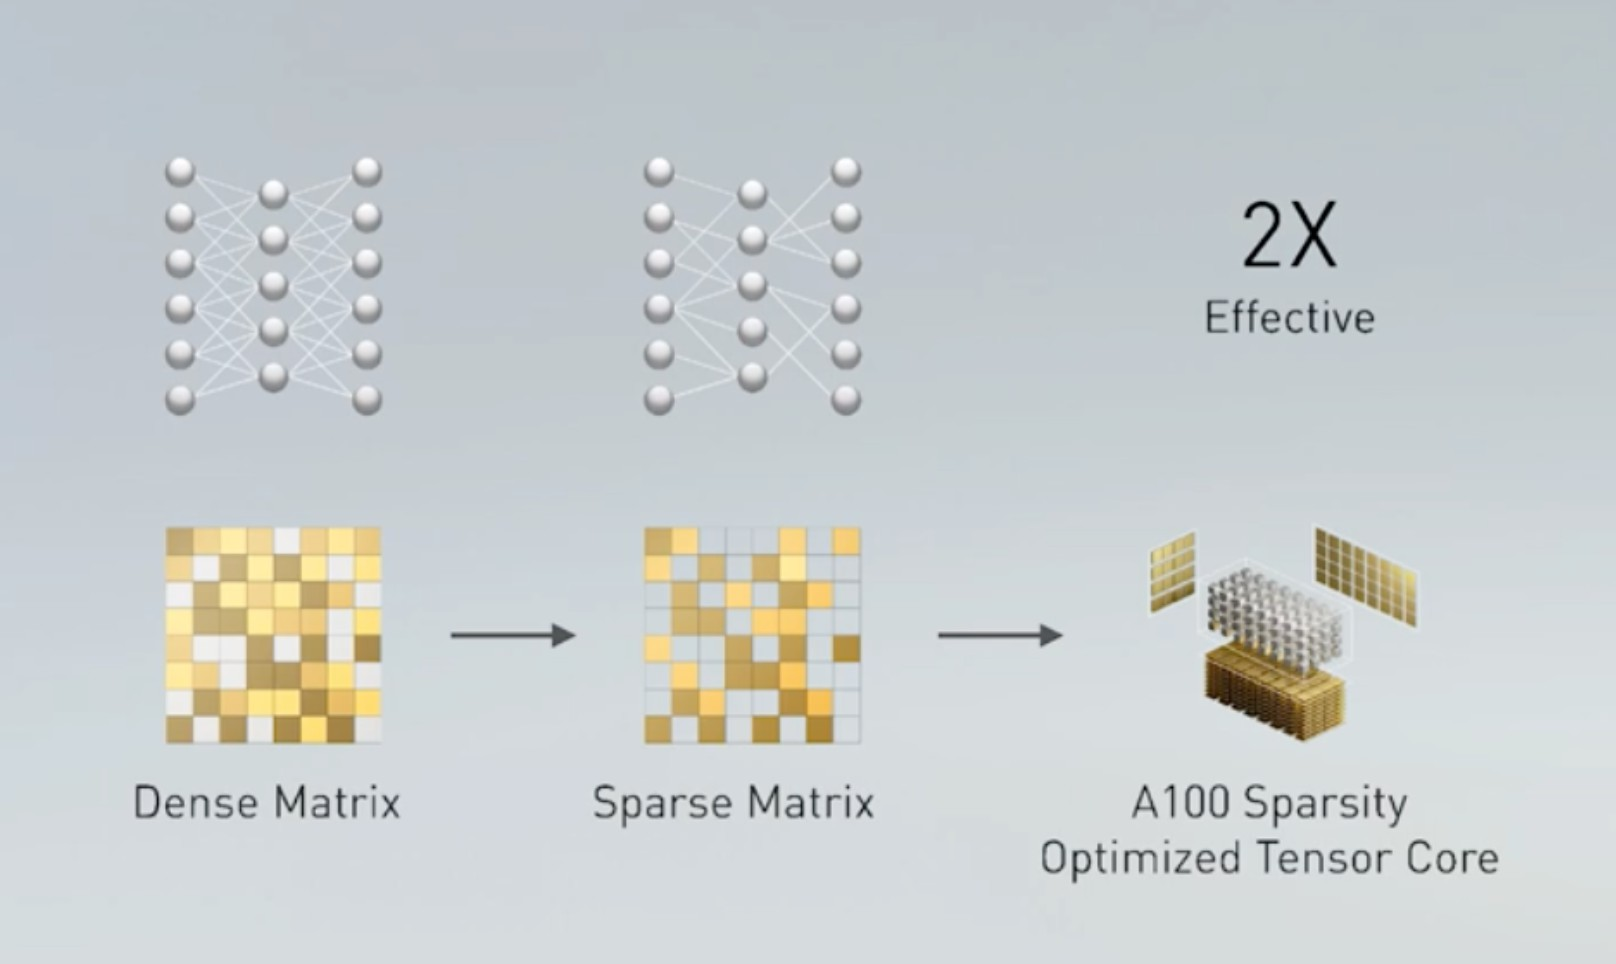 2X
Effective
Dense Matrix
Sparse Matrix
A100 Sparsity
Optimized Tensor Core